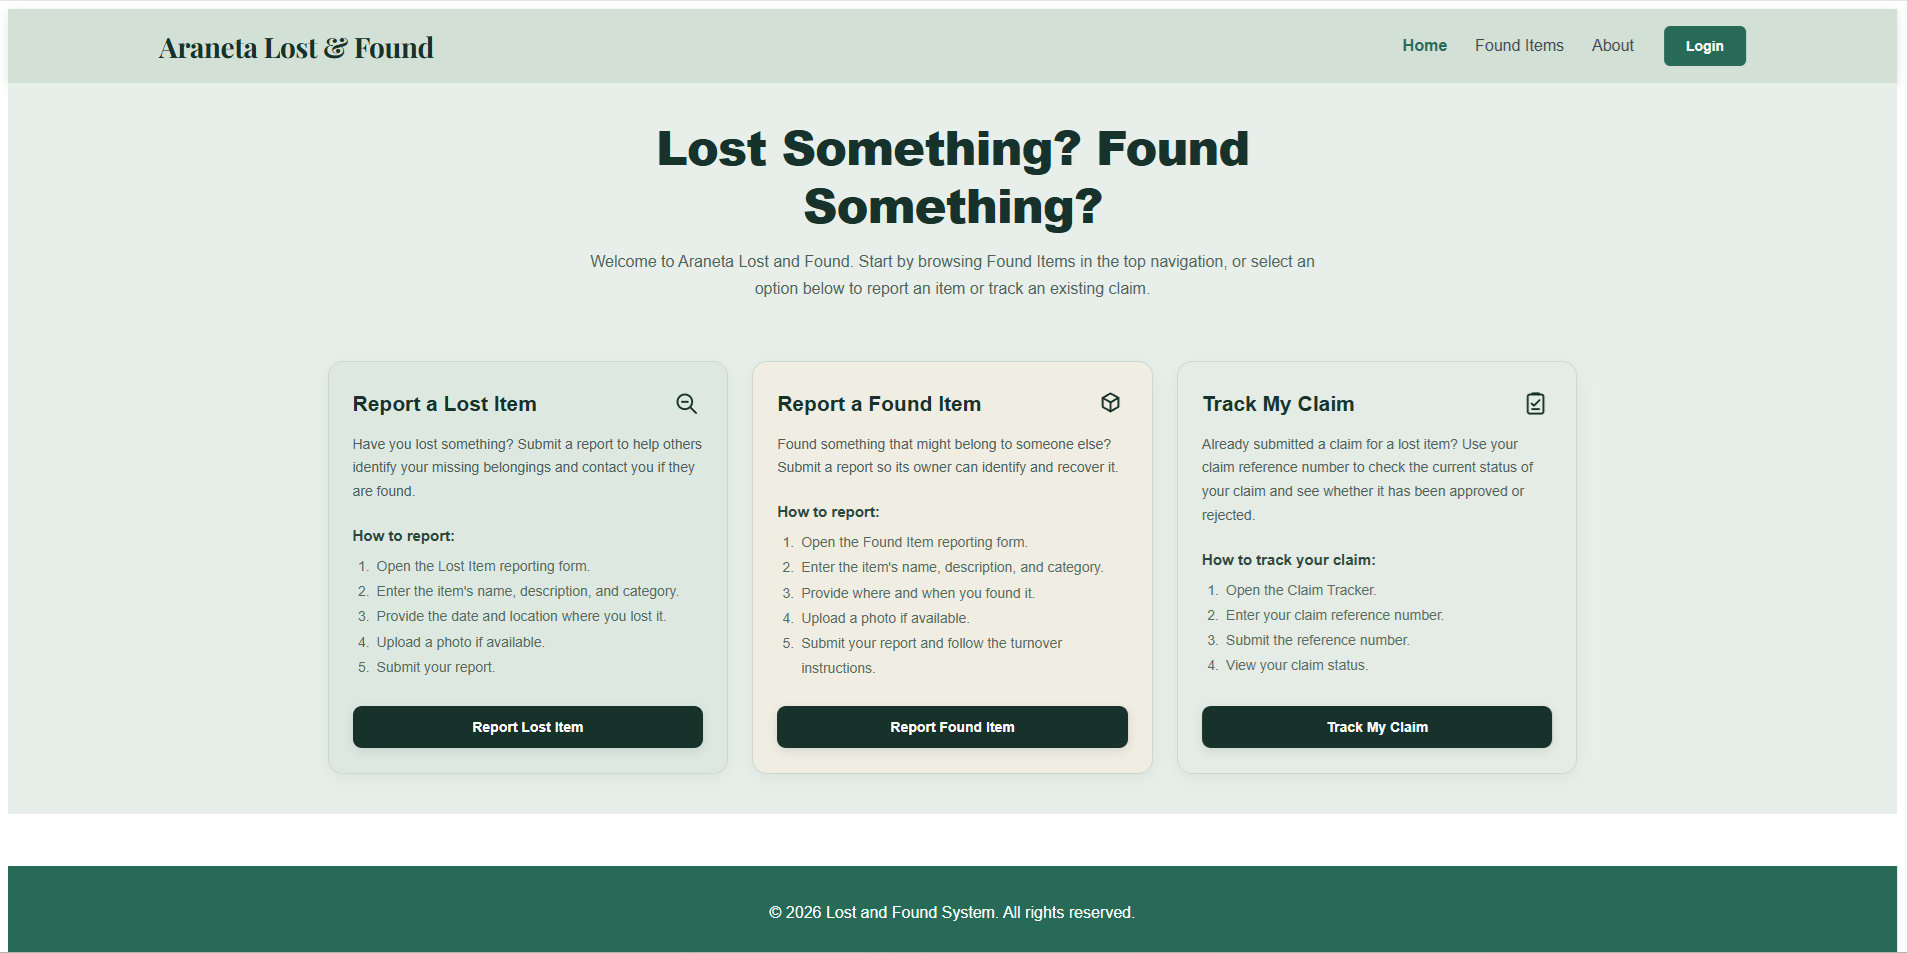 Araneta Lost & Found
Home
Found Items
About
Login
Lost Something? Found
Something?
Welcome to Araneta Lost and Found. Start by browsing Found Items in the top navigation, or select an
option below to report an item or track an existing claim.
Report a Lost Item
Have you lost something? Submit a report to help others
identify your missing belongings and contact you if they
are found.
How to report:
1. Open the Lost Item reporting form.
2. Enter the item's name, description, and category.
3. Provide the date and location where you lost it.
4. Upload a photo if available.
5. Submit your report.
Report Lost Item
Report a Found Item
Found something that might belong to someone else?
Submit a report so its owner can identify and recover it.
How to report:
1. Open the Found Item reporting form.
2. Enter the item's name, description, and category.
3. Provide where and when you found it.
4. Upload a photo if available.
5. Submit your report and follow the turnover
instructions.
Report Found Item
Track My Claim
Already submitted a claim for a lost item? Use your
claim reference number to check the current status of
your claim and see whether it has been approved or
rejected.
How to track your claim:
1. Open the Claim Tracker.
2. Enter your claim reference number.
3. Submit the reference number.
4. View your claim status.
Track My Claim
© 2026 Lost and Found System. All rights reserved.